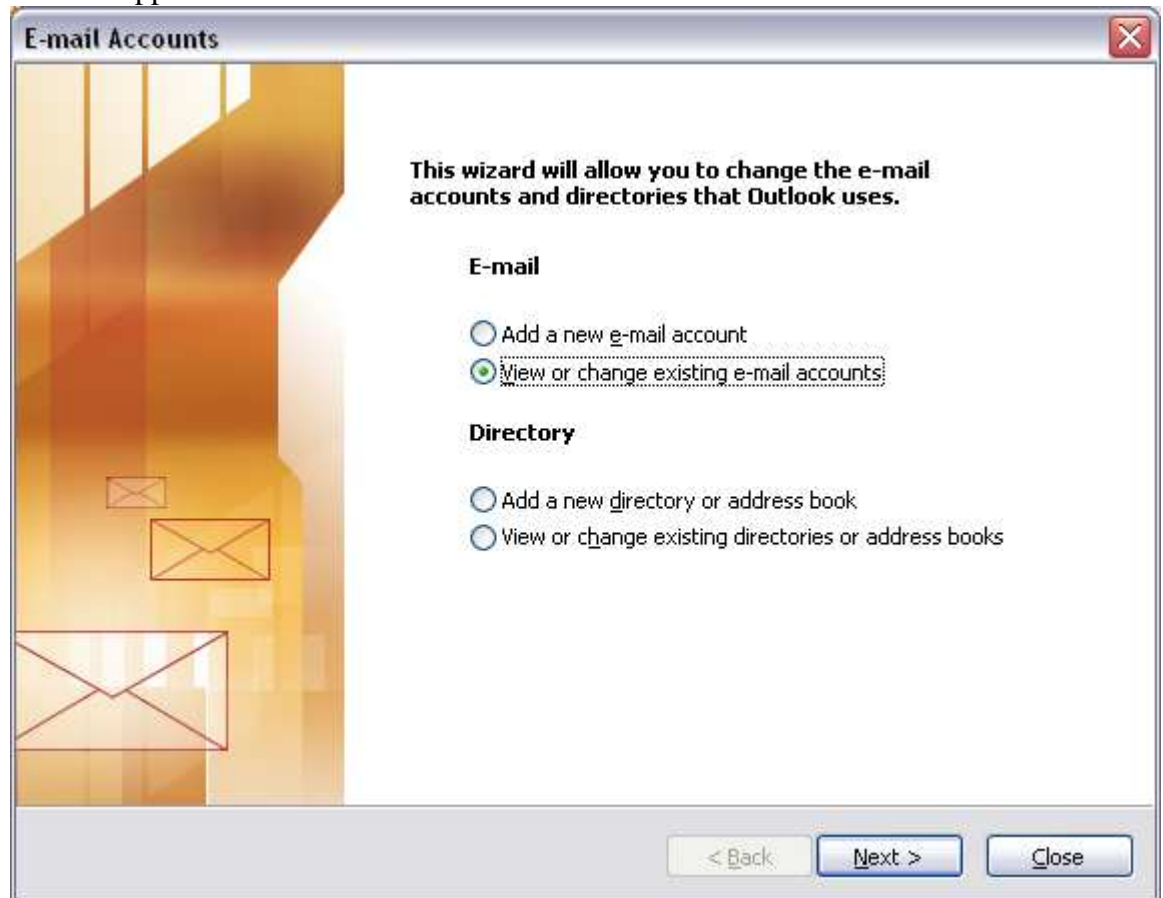 E-mail Accounts
This wizard will allow you to change the e-mail
accounts and directories that Outlook uses.
E-mail
Add a new e-mail account
View or change existing e-mail accounts
Directory
Add a new directory or address book
View or change existing directories or address books
< Back
Next >
Close